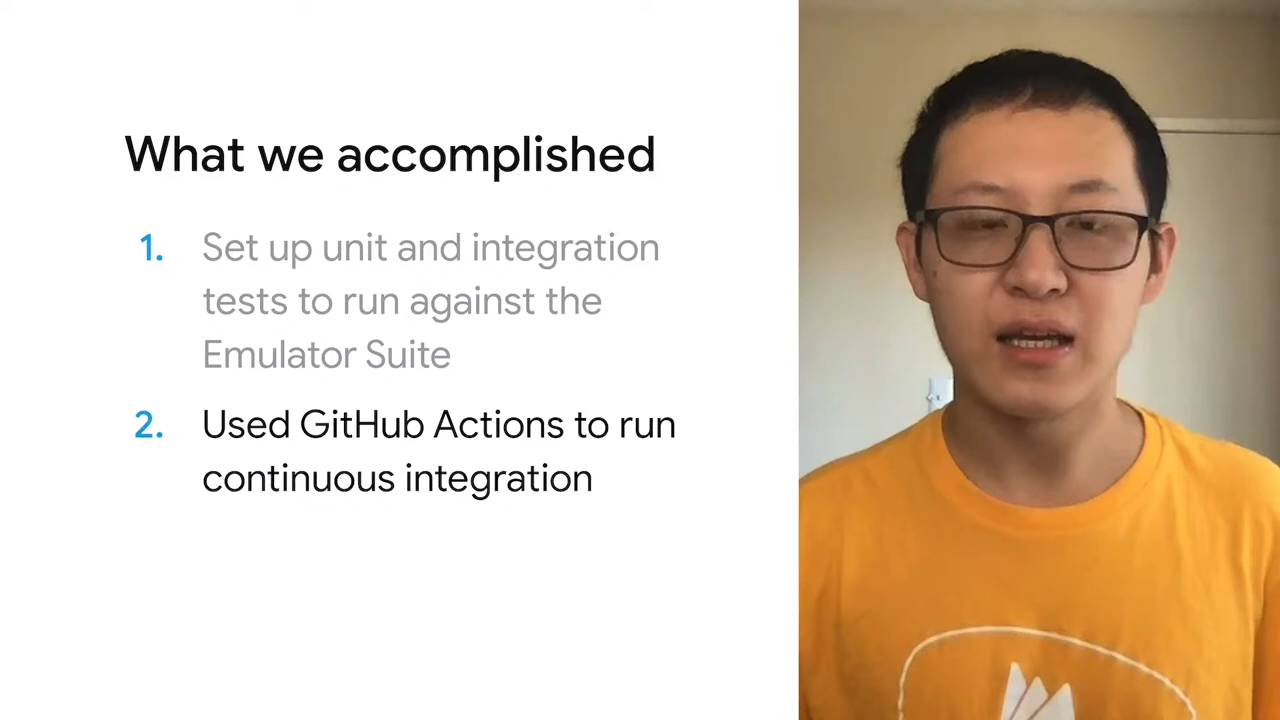 What we accomplished
1. Set up unit and integration
tests to run against the
Emulator Suite
2. Used GitHub Actions to run
continuous integration